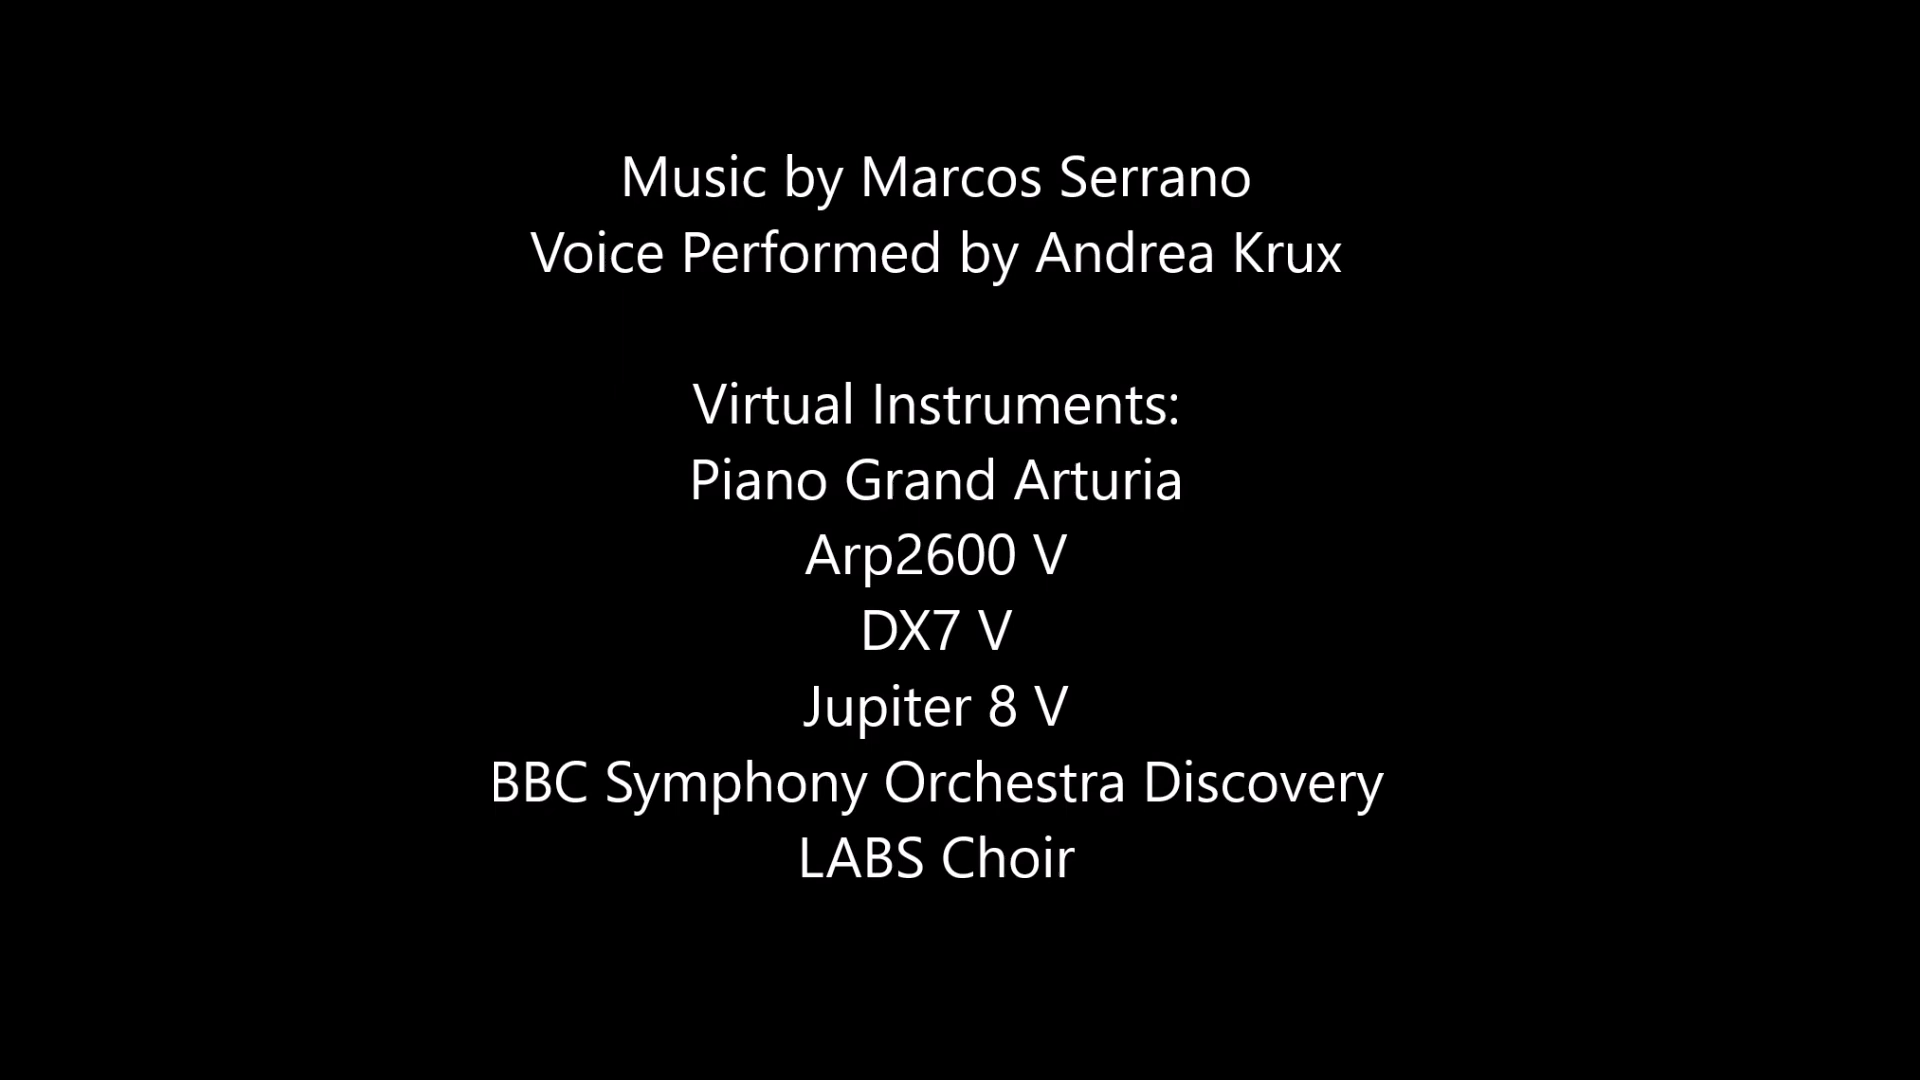 Music by Marcos Serrano
Voice Performed by Andrea Krux
Virtual Instruments:
Piano Grand Arturia
Arp2600 V
DX7 V
Jupiter 8 V
BBC Symphony Orchestra Discovery
LABS Choir